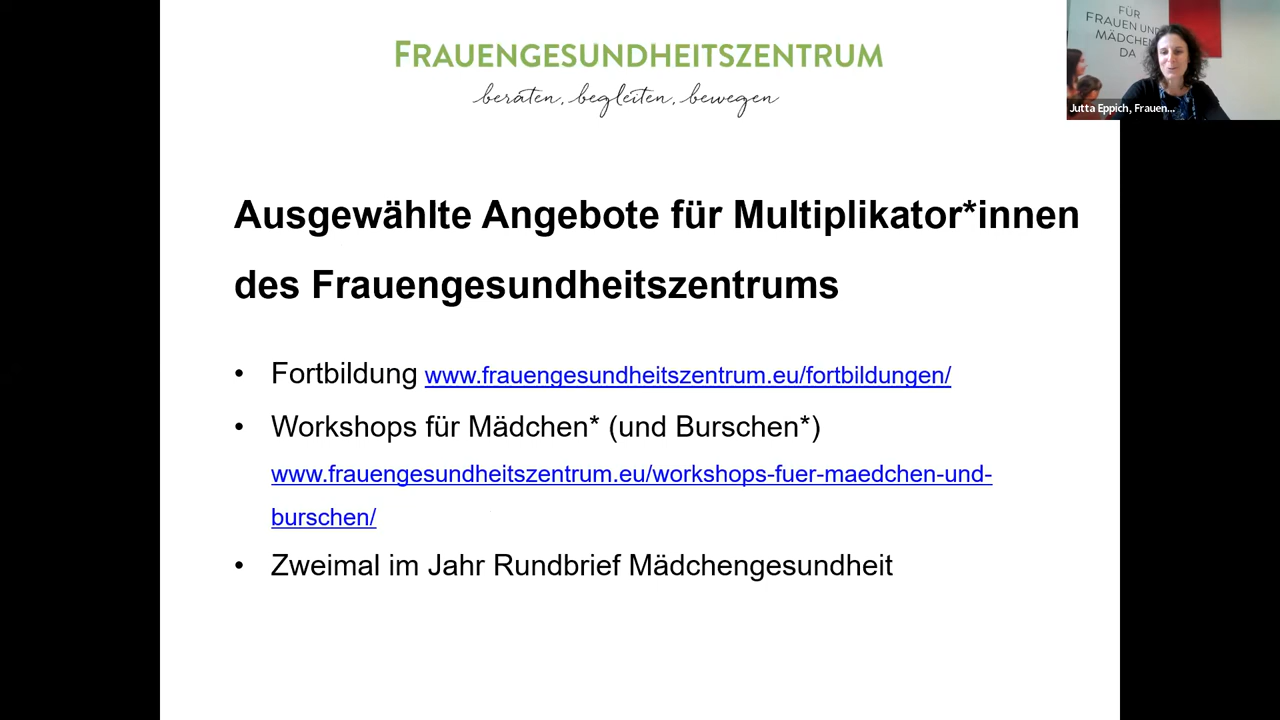 FRAUENGESUNDHEITSZENTRUM
beraten, begleiten, bewegen
FÜR
FRAUEN UND
MÄDCHEN
DA
Jutta Eppich, Frauen...
Ausgewählte Angebote für Multiplikator*innen
des Frauengesundheitszentrums
• Fortbildung www.frauengesundheitszentrum.eu/fortbildungen/
• Workshops für Mädchen* (und Burschen*)
www.frauengesundheitszentrum.eu/workshops-fuer-maedchen-und-
burschen/
• Zweimal im Jahr Rundbrief Mädchengesundheit